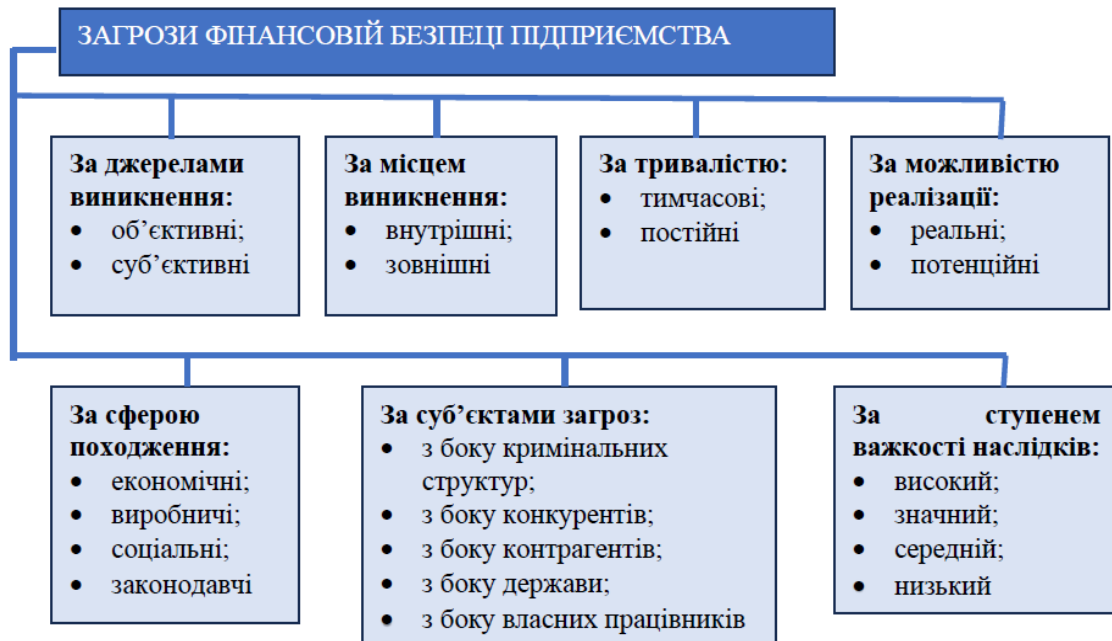 ЗАГРОЗИ ФІНАНСОВІЙ БЕЗПЕЦІ ПІДПРИЄМСТВА
За джерелами
виникнення:
• об’єктивні;
• суб’єктивні
За місцем
виникнення:
• внутрішні;
• зовнішні
За тривалістю:
• тимчасові;
• постійні
За можливістю
реалізації:
• реальні;
• потенційні
За сферою
походження:
• економічні;
• виробничі;
• соціальні;
• законодавчі
За суб’єктами загроз:
• з боку кримінальних
структур;
• з боку конкурентів;
• з боку контрагентів;
• з боку держави;
• з боку власних працівників
За ступенем
важкості наслідків:
• високий;
• значний;
• середній;
• низький